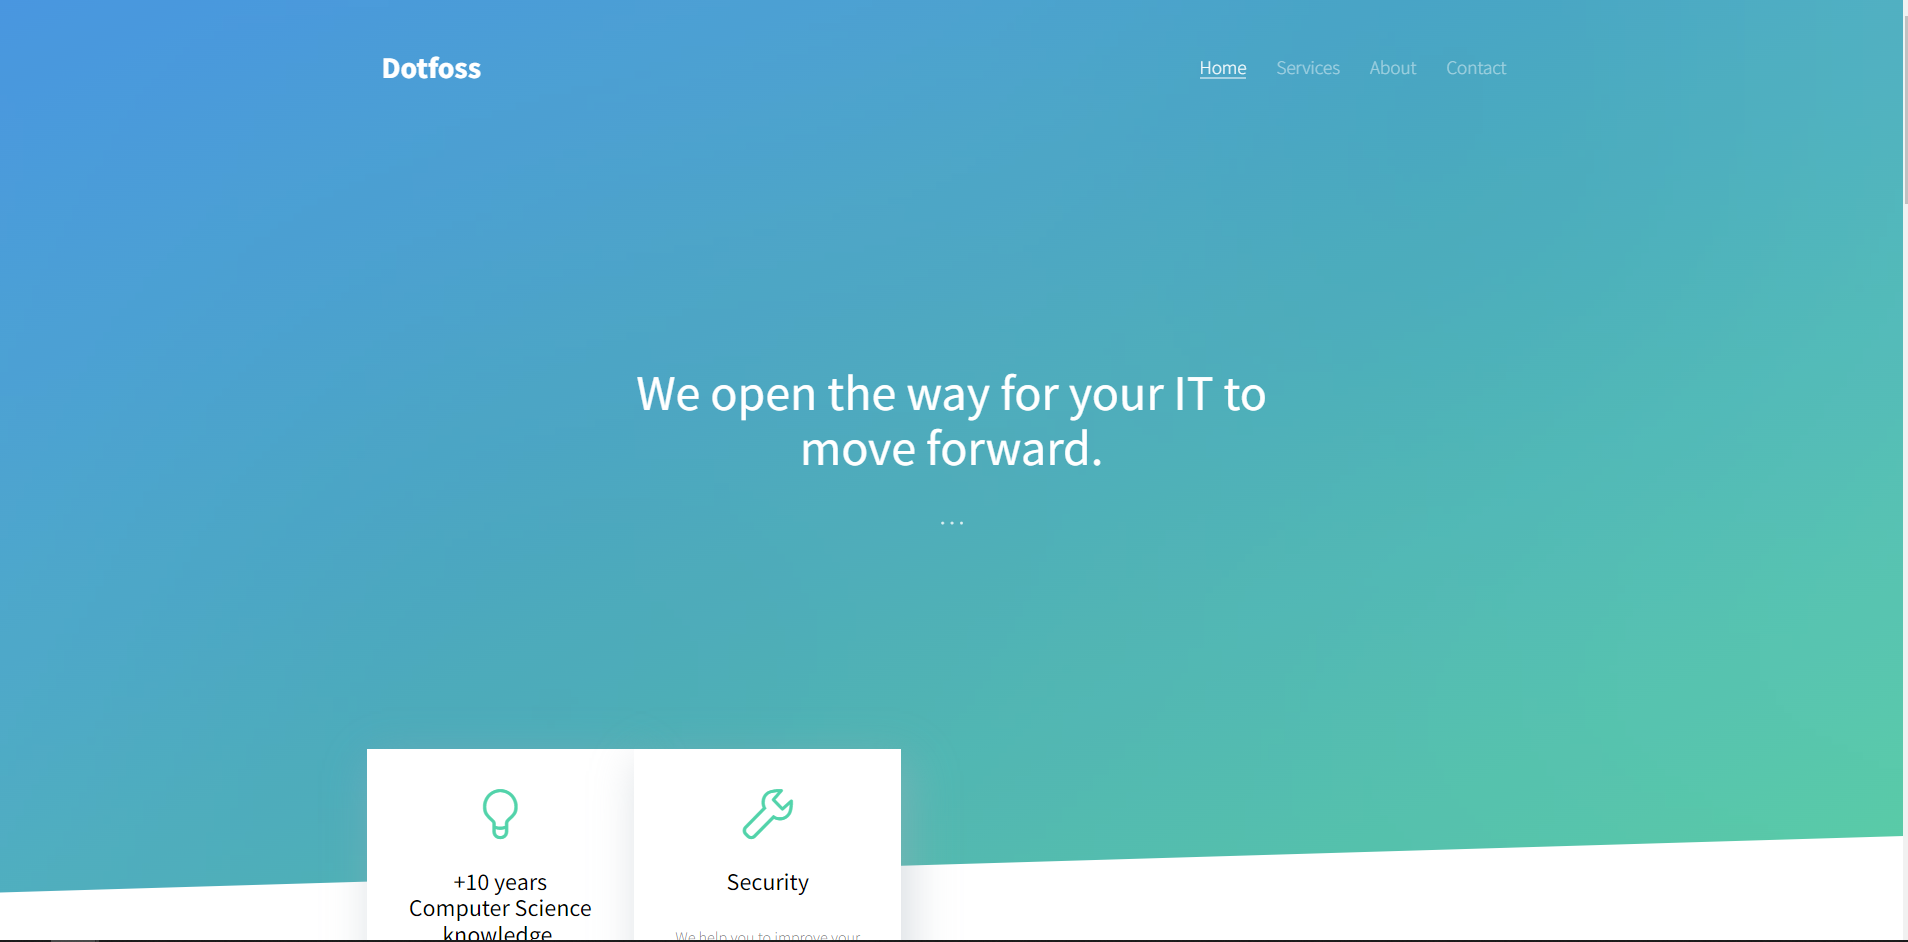 Dotfoss
Home Services About Contact
We open the way for your IT to
move forward.
...
+10 years
Computer Science
knowledge
Security
We help you to improve your